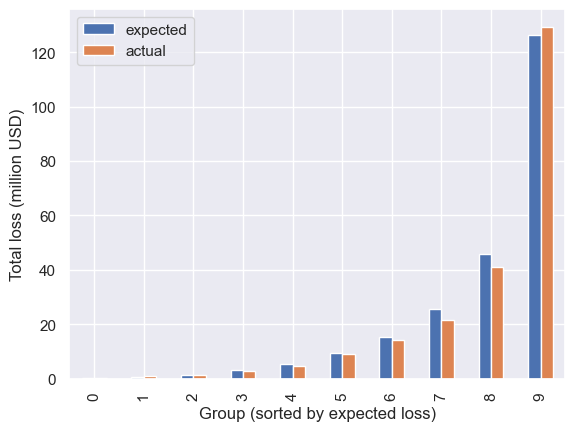 expected
actual
120
100
80
60
40
20
0
Total loss (million USD)
0 1 2 3 4 5 6 7 8 9
Group (sorted by expected loss)